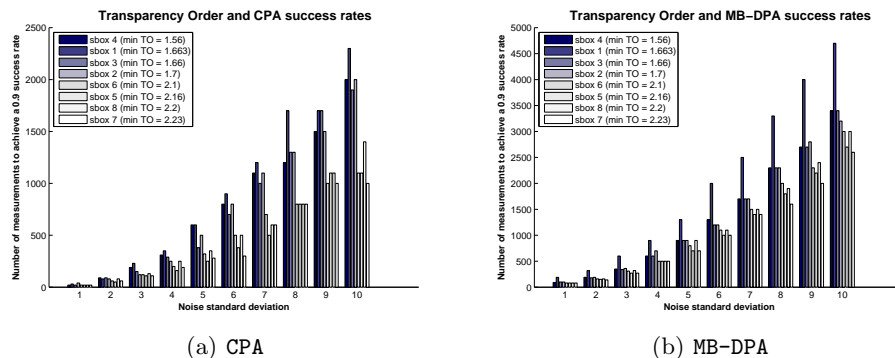 Transparency Order and CPA success rates
Number of measurements to achieve a 0.9 success rate
2500
2000
1500
1000
500
0
sbox 4 (min TO = 1.56)
sbox 1 (min TO = 1.663)
sbox 3 (min TO = 1.66)
sbox 2 (min TO = 1.7)
sbox 6 (min TO = 2.1)
sbox 5 (min TO = 2.16)
sbox 8 (min TO = 2.2)
sbox 7 (min TO = 2.23)
1 2 3 4 5 6 7 8 9 10
Noise standard deviation
(a) CPA
Transparency Order and MB−DPA success rates
Number of measurements to achieve a 0.9 success rate
5000
4500
4000
3500
3000
2500
2000
1500
1000
500
0
sbox 4 (min TO = 1.56)
sbox 1 (min TO = 1.663)
sbox 3 (min TO = 1.66)
sbox 2 (min TO = 1.7)
sbox 6 (min TO = 2.1)
sbox 5 (min TO = 2.16)
sbox 8 (min TO = 2.2)
sbox 7 (min TO = 2.23)
1 2 3 4 5 6 7 8 9 10
Noise standard deviation
(b) MB-DPA